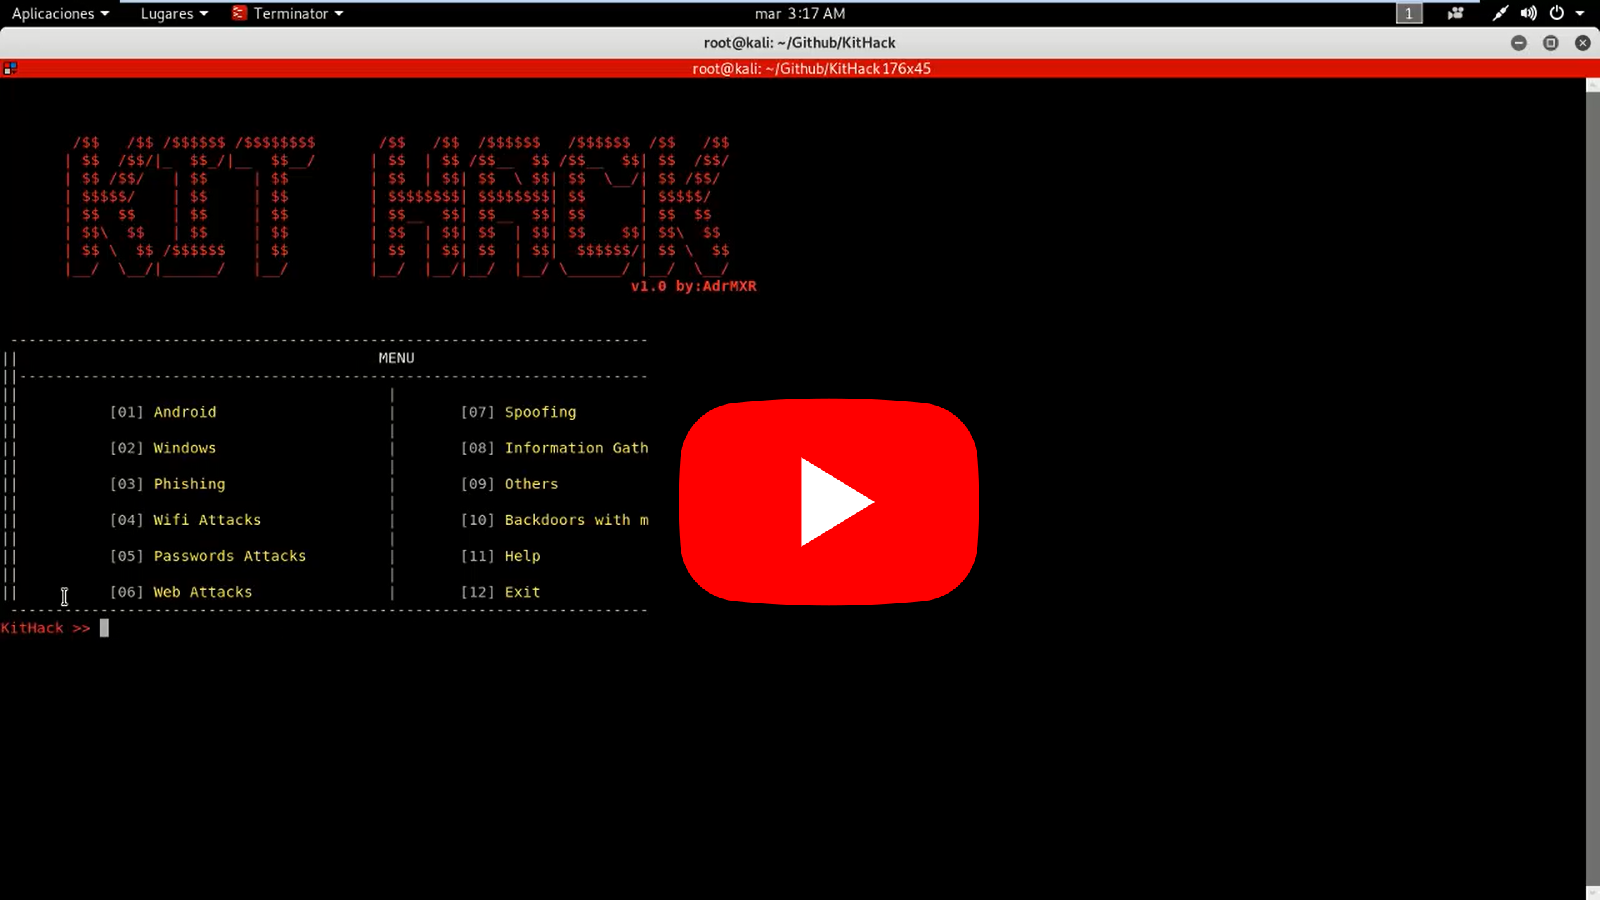 Aplicaciones Lugares Terminator mar 3:17 AM 1
root@kali: ~/Github/KitHack
root@kali: ~/Github/KitHack 176x45
KIT HACK
v1.0 by:AdrMXR
MENU
[01] Android [07] Spoofing
[02] Windows [08] Information Gath
[03] Phishing [09] Others
[04] Wifi Attacks [10] Backdoors with m
[05] Passwords Attacks [11] Help
[06] Web Attacks [12] Exit
KitHack >>